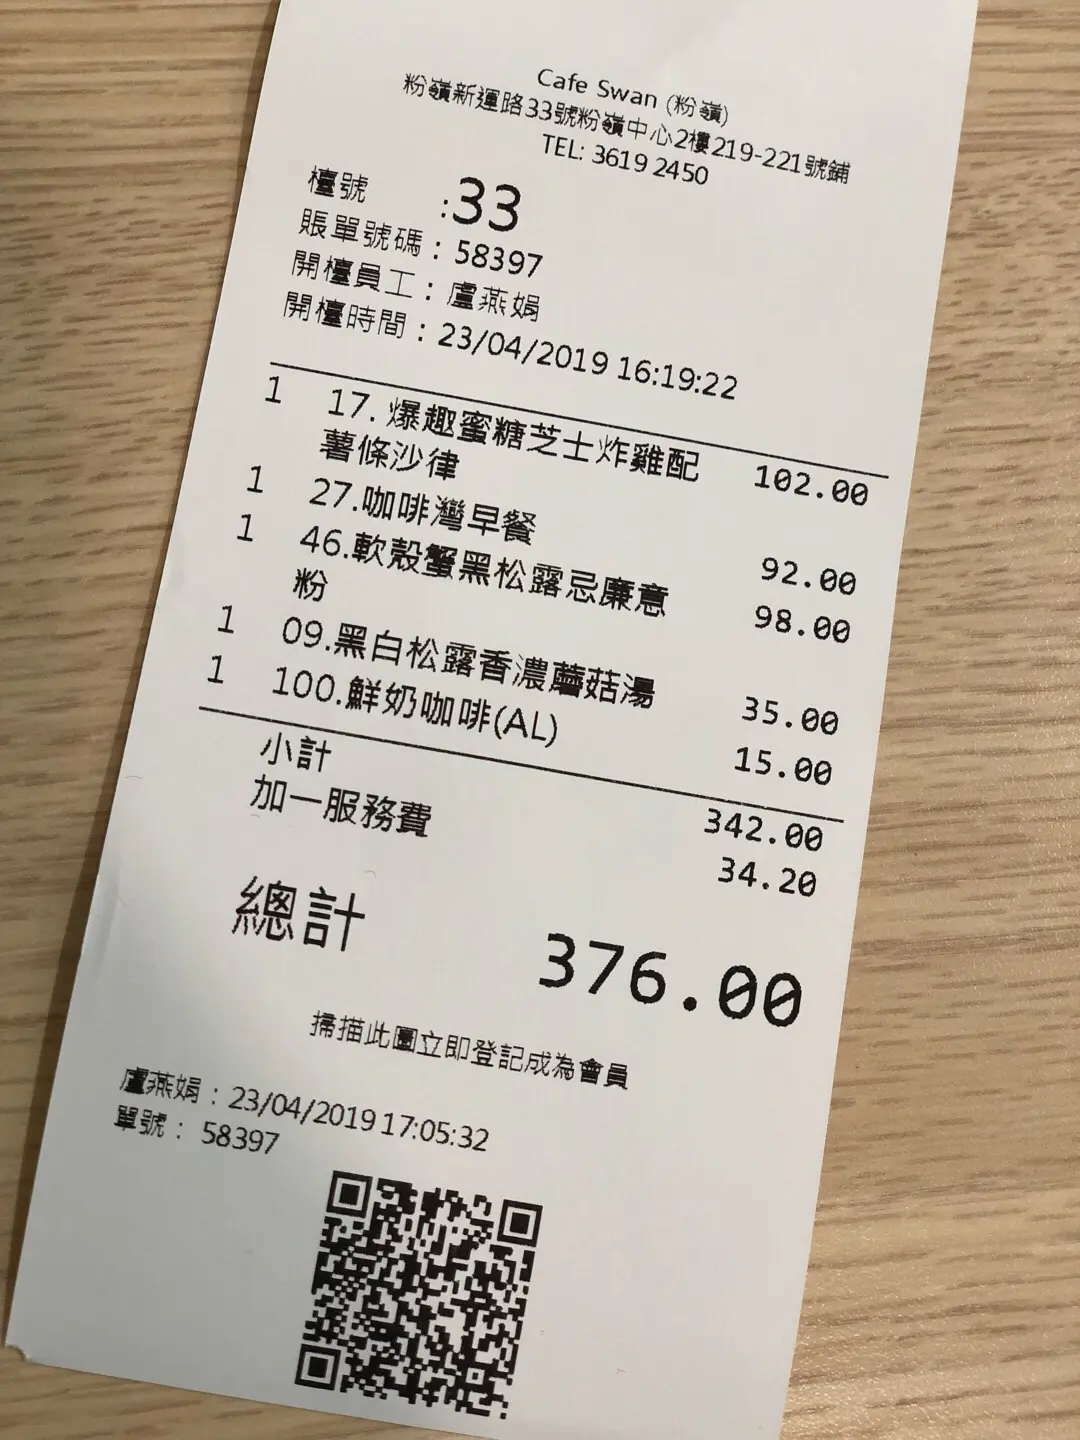 Cafe Swan (粉嶺)
粉嶺新運路33號粉嶺中心2樓219-221號鋪
TEL: 3619 2450
檯號 :33
賬單號碼 : 58397
開檯員工 : 盧燕娟
開檯時間 : 23/04/2019 16:19:22
1 17. 爆趣蜜糖芝士炸雞配 102.00
薯條沙律
1 27.咖啡灣早餐 92.00
1 46.軟殼蟹黑松露忌廉意 98.00
粉
1 09.黑白松露香濃蘑菇湯 35.00
1 100.鮮奶咖啡(AL) 15.00
小計 342.00
加一服務費 34.20
總計 376.00
掃描此圖立即登記成為會員
盧燕娟 : 23/04/2019 17:05:32
單號 : 58397